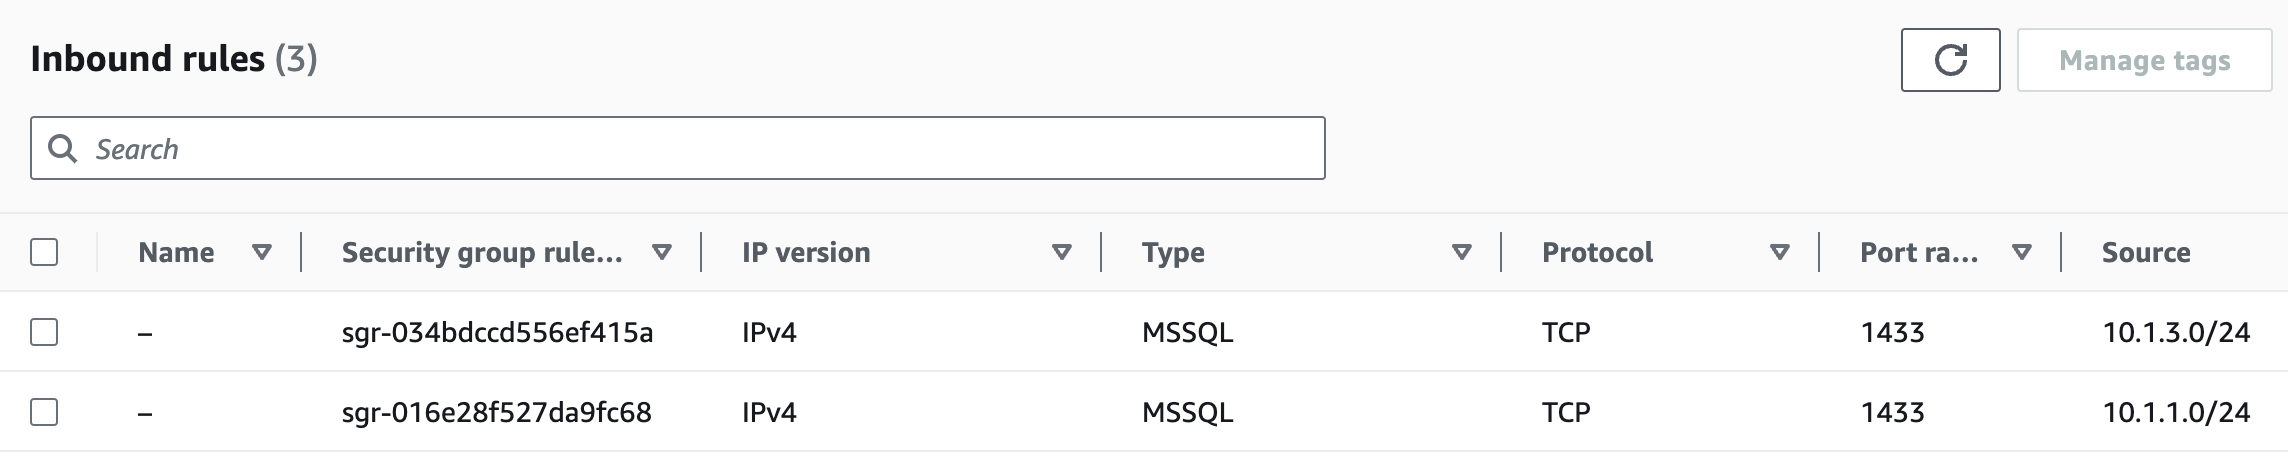 Inbound rules (3)
Manage tags
Search
Name Security group rule... IP version Type Protocol Port ra... Source
– sgr-034bdccd556ef415a IPv4 MSSQL TCP 1433 10.1.3.0/24
– sgr-016e28f527da9fc68 IPv4 MSSQL TCP 1433 10.1.1.0/24